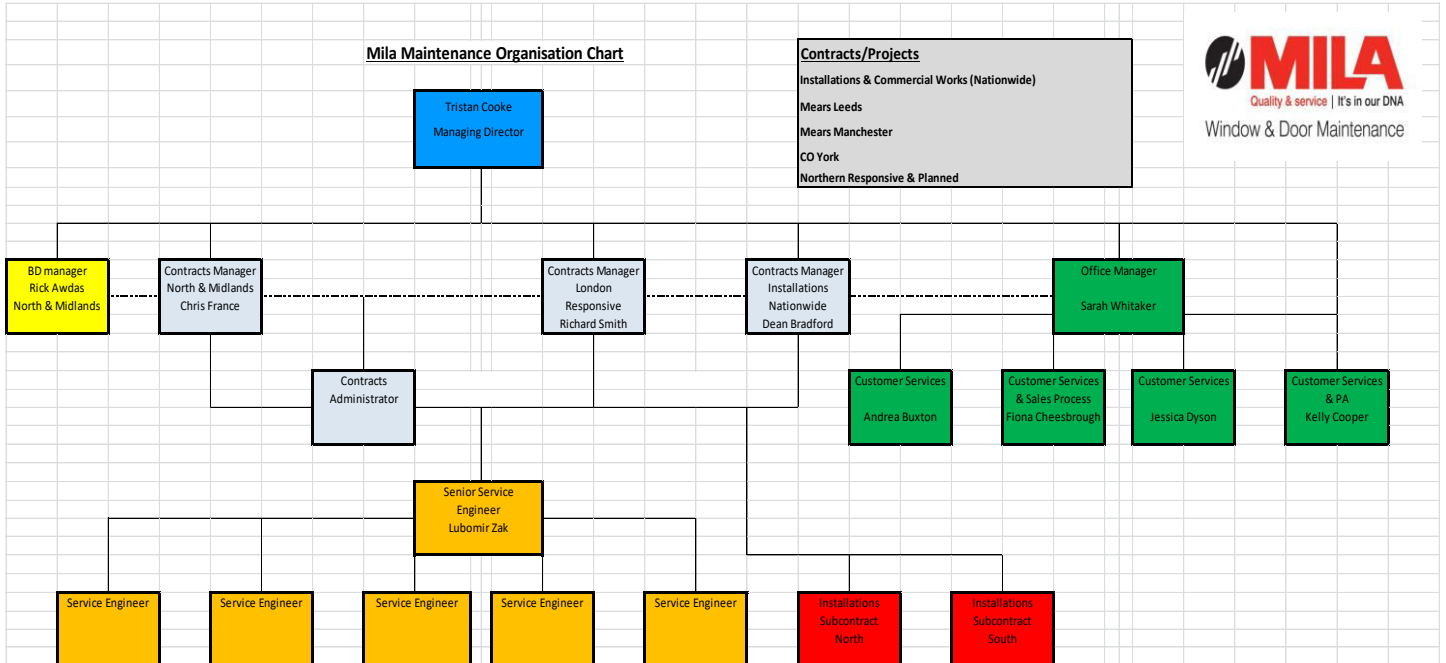 Mila Maintenance Organisation Chart
Contracts/Projects
Installations & Commercial Works (Nationwide)
Mears Leeds
Mears Manchester
CO York
Northern Responsive & Planned
MILA
Quality & service | It's in our DNA
Window & Door Maintenance
Tristan Cooke
Managing Director
BD manager
Rick Awdas
North & Midlands
Contracts Manager
North & Midlands
Chris France
Contracts Manager
London
Responsive
Richard Smith
Contracts Manager
Installations
Nationwide
Dean Bradford
Office Manager
Sarah Whitaker
Contracts
Administrator
Customer Services
Andrea Buxton
Customer Services
& Sales Process
Fiona Cheesbrough
Customer Services
Jessica Dyson
Customer Services
& PA
Kelly Cooper
Senior Service
Engineer
Lubomir Zak
Service Engineer
Service Engineer
Service Engineer
Service Engineer
Service Engineer
Installations
Subcontract
North
Installations
Subcontract
South